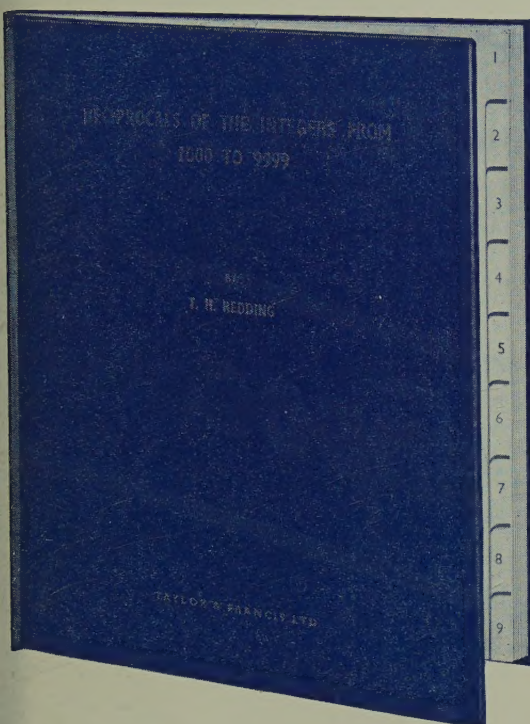 RECIPROCALS OF THE INTEGERS FROM
1000 TO 9999
BY
T. H. REDDING
TAYLOR & FRANCIS LTD
1
2
3
4
5
6
7
8
9